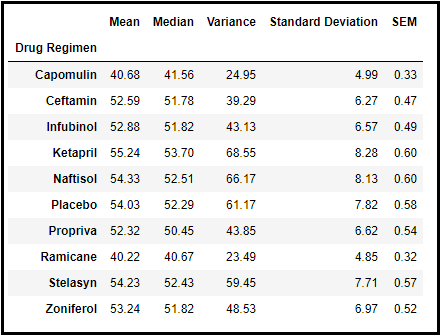 Mean Median Variance Standard Deviation SEM
Drug Regimen
Capomulin 40.68 41.56 24.95 4.99 0.33
Ceftamin 52.59 51.78 39.29 6.27 0.47
Infubinol 52.88 51.82 43.13 6.57 0.49
Ketapril 55.24 53.70 68.55 8.28 0.60
Naftisol 54.33 52.51 66.17 8.13 0.60
Placebo 54.03 52.29 61.17 7.82 0.58
Propriva 52.32 50.45 43.85 6.62 0.54
Ramicane 40.22 40.67 23.49 4.85 0.32
Stelasyn 54.23 52.43 59.45 7.71 0.57
Zoniferol 53.24 51.82 48.53 6.97 0.52